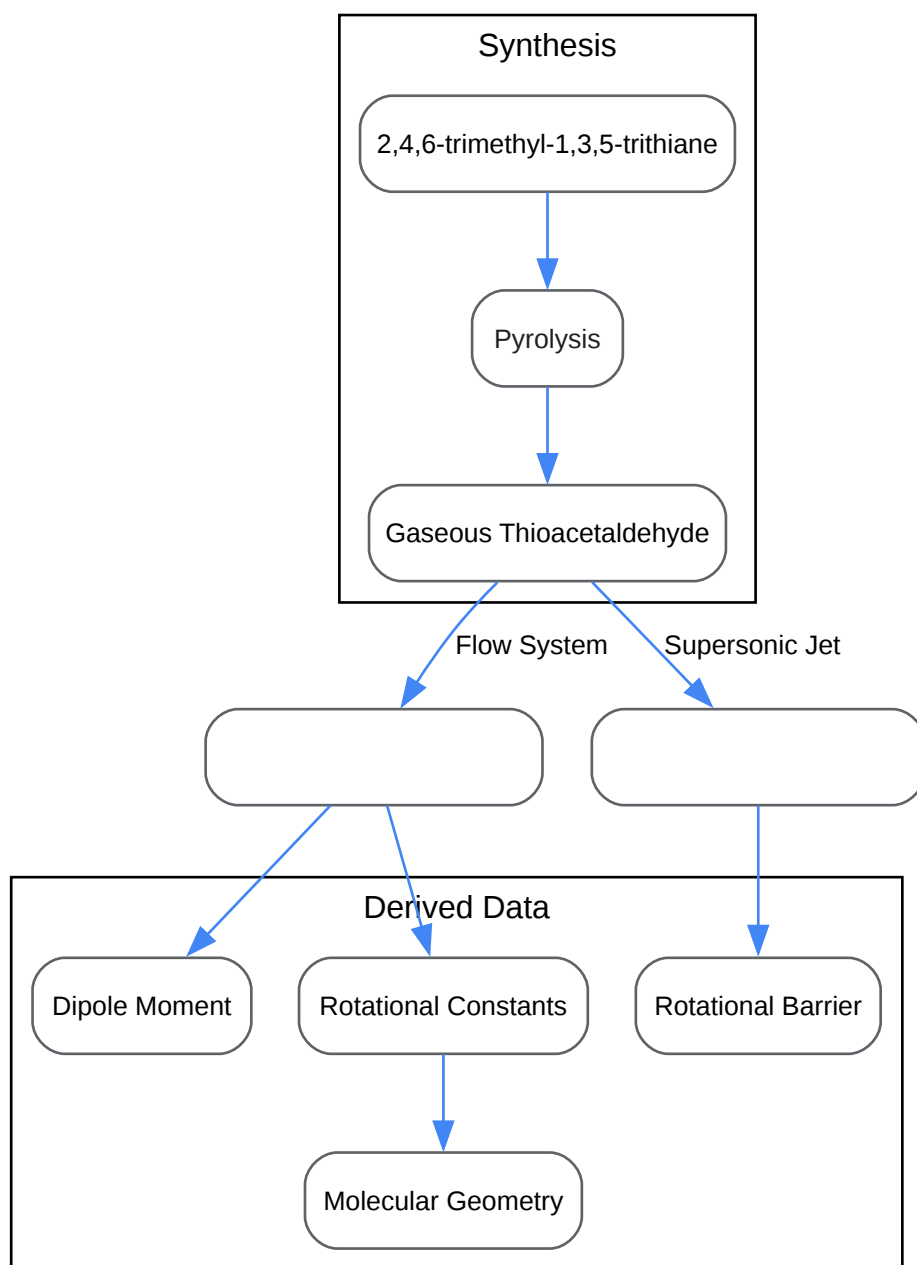 Synthesis
2,4,6-trimethyl-1,3,5-trithiane
Pyrolysis
Gaseous Thioacetaldehyde
Flow System
Supersonic Jet
Derived Data
Dipole Moment
Rotational Constants
Rotational Barrier
Molecular Geometry